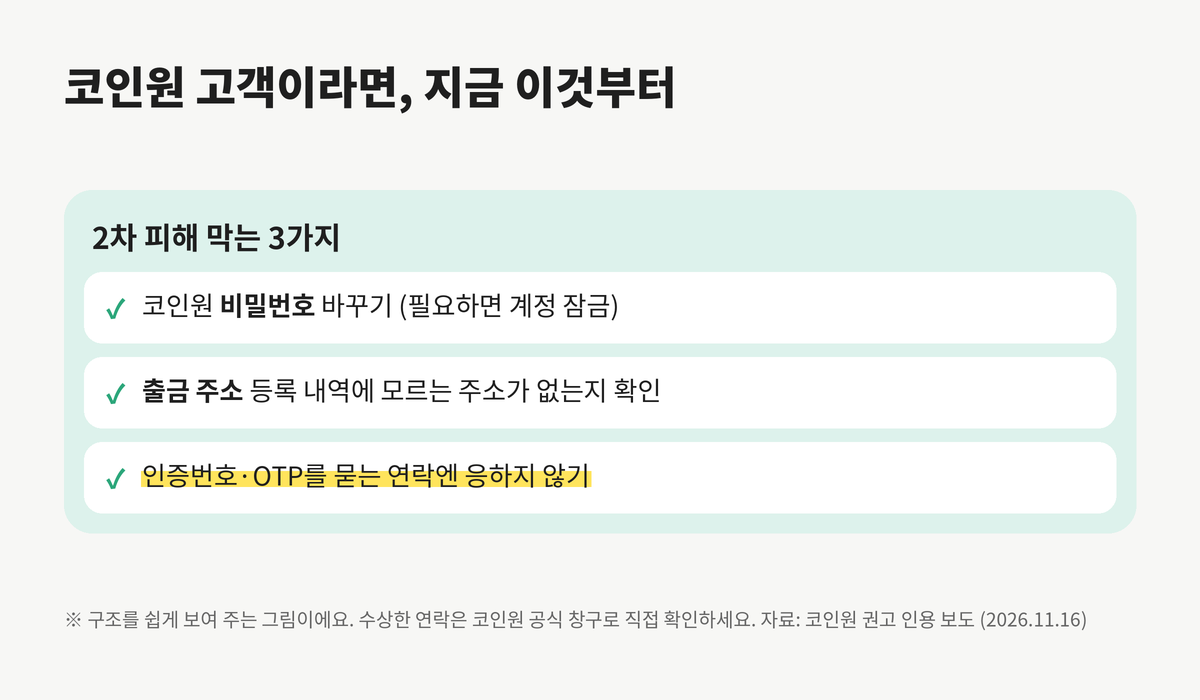 코인원 고객이라면, 지금 이것부터
2차 피해 막는 3가지
✓ 코인원 비밀번호 바꾸기 (필요하면 계정 잠금)
✓ 출금 주소 등록 내역에 모르는 주소가 없는지 확인
✓ 인증번호·OTP를 묻는 연락엔 응하지 않기
※ 구조를 쉽게 보여 주는 그림이에요. 수상한 연락은 코인원 공식 창구로 직접 확인하세요. 자료: 코인원 권고 인용 보도 (2026.11.16)